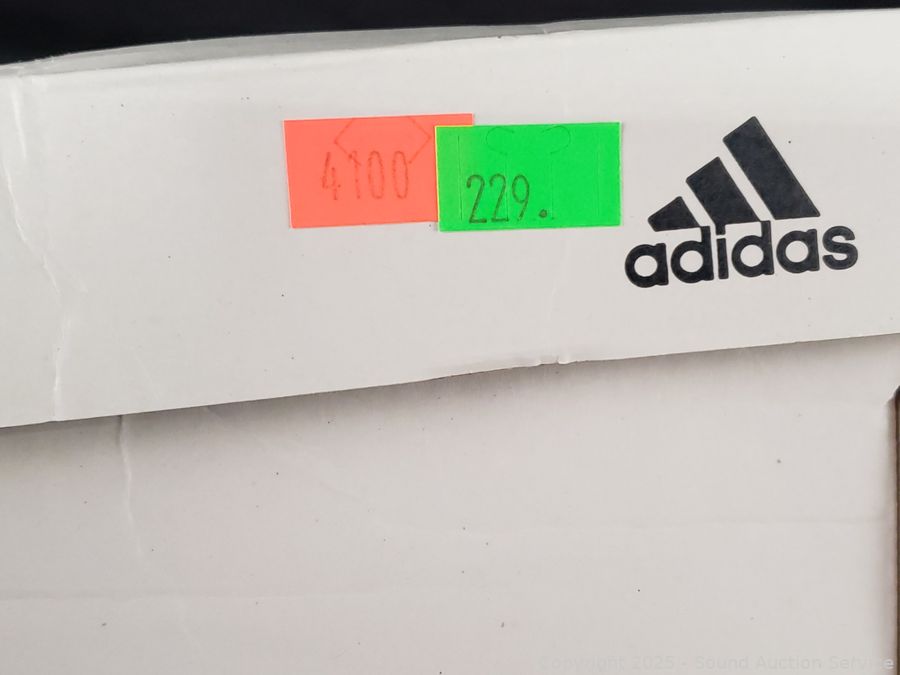 4100
229.
adidas
Copyright 2025 - Sound Auction Service